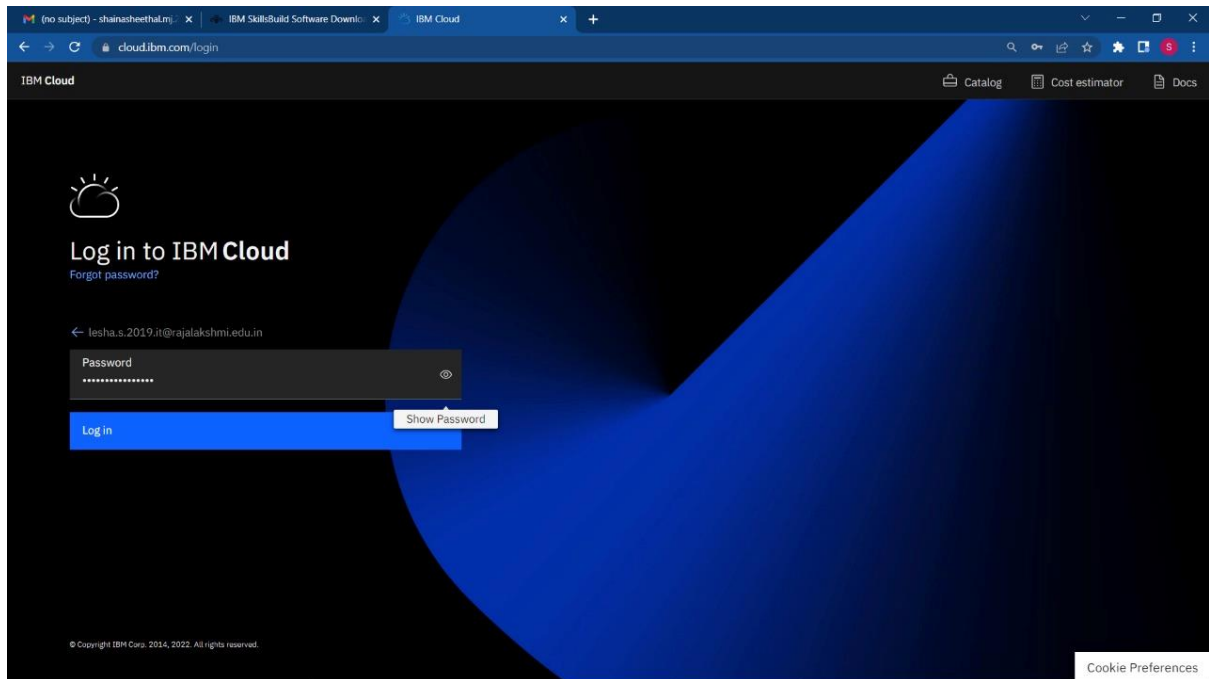 (no subject) - shainasheethal.mj.
IBM SkillsBuild Software Downlo
IBM Cloud
cloud.ibm.com/login
S
IBM Cloud
Catalog
Cost estimator
Docs
Log in to IBM Cloud
Forgot password?
← lesha.s.2019.it@rajalakshmi.edu.in
Password
••••••••••••••••
Show Password
Log in
© Copyright IBM Corp. 2014, 2022. All rights reserved.
Cookie Preferences